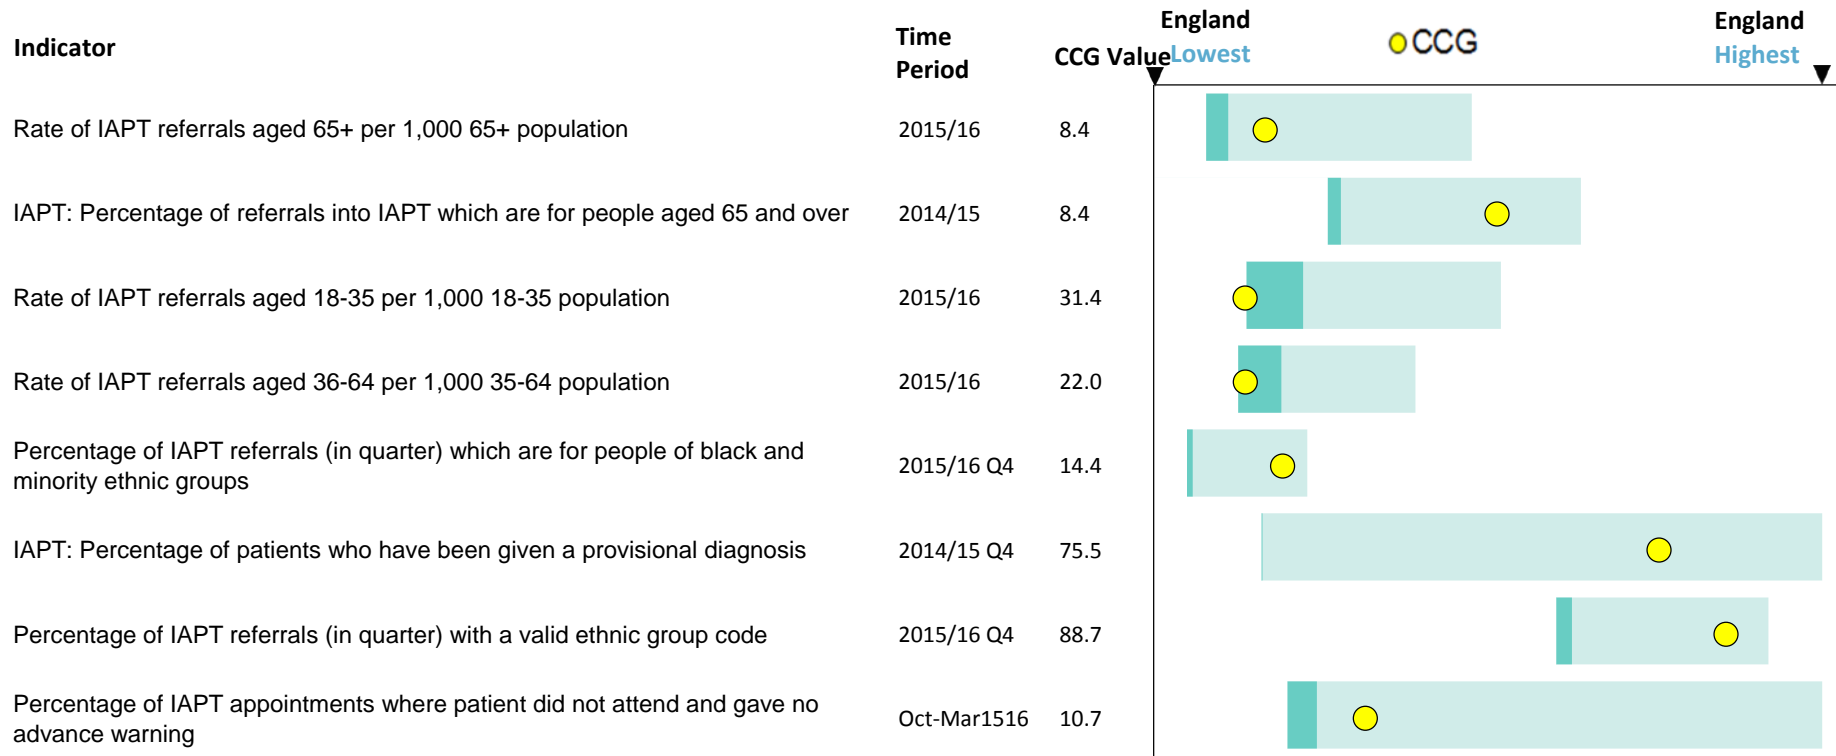 Indicator
Time
Period
CCG Value
England
Lowest
CCG
England
Highest
Rate of IAPT referrals aged 65+ per 1,000 65+ population 2015/16 8.4
IAPT: Percentage of referrals into IAPT which are for people aged 65 and over 2014/15 8.4
Rate of IAPT referrals aged 18-35 per 1,000 18-35 population 2015/16 31.4
Rate of IAPT referrals aged 36-64 per 1,000 35-64 population 2015/16 22.0
Percentage of IAPT referrals (in quarter) which are for people of black and
minority ethnic groups
2015/16 Q4 14.4
IAPT: Percentage of patients who have been given a provisional diagnosis 2014/15 Q4 75.5
Percentage of IAPT referrals (in quarter) with a valid ethnic group code 2015/16 Q4 88.7
Percentage of IAPT appointments where patient did not attend and gave no
advance warning
Oct-Mar1516 10.7